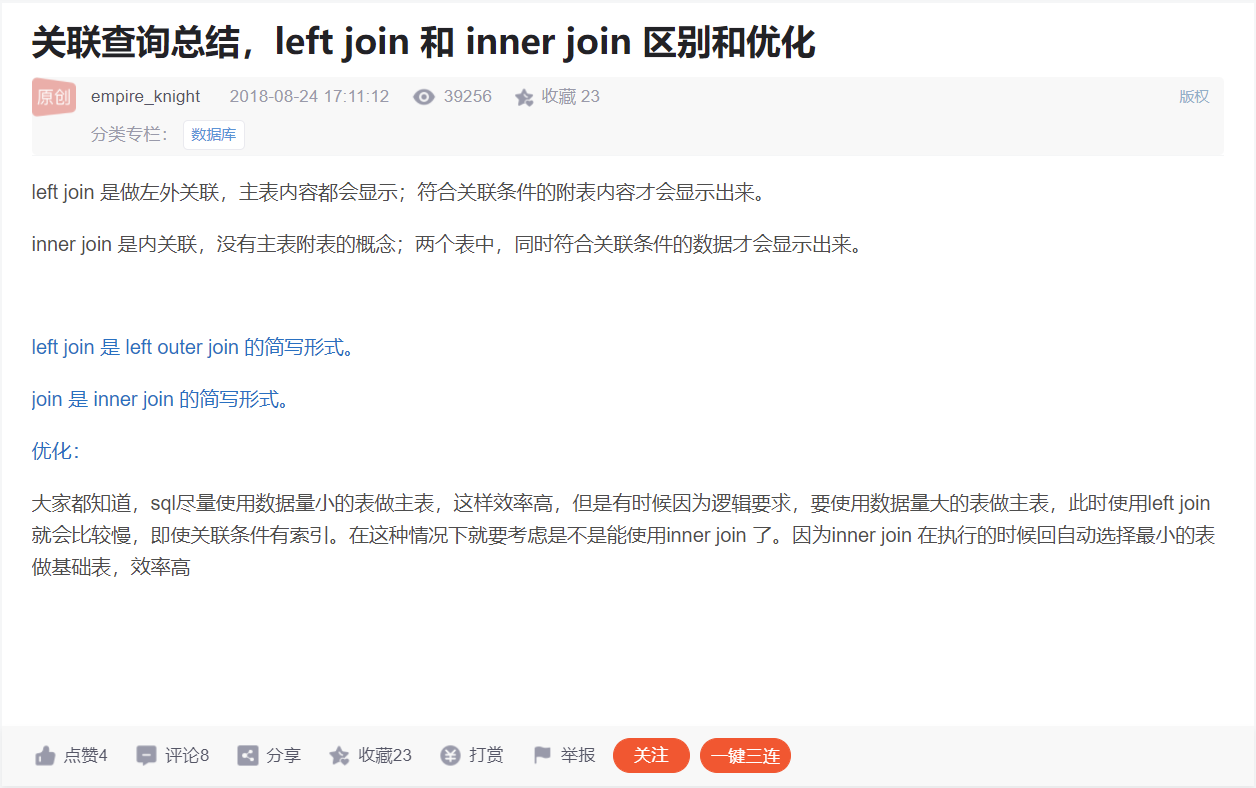 关联查询总结，left join 和 inner join 区别和优化
原创 empire_knight 2018-08-24 17:11:12 39256 收藏 23 版权
分类专栏： 数据库
left join 是做左外关联，主表内容都会显示；符合关联条件的附表内容才会显示出来。
inner join 是内关联，没有主表附表的概念；两个表中，同时符合关联条件的数据才会显示出来。
left join 是 left outer join 的简写形式。
join 是 inner join 的简写形式。
优化：
大家都知道，sql尽量使用数据量小的表做主表，这样效率高，但是有时候因为逻辑要求，要使用数据量大的表做主表，此时使用left join
就会比较慢，即使关联条件有索引。在这种情况下就要考虑是不是能使用inner join 了。因为inner join 在执行的时候回自动选择最小的表
做基础表，效率高
点赞4 评论8 分享 收藏23 打赏 举报 关注 一键三连